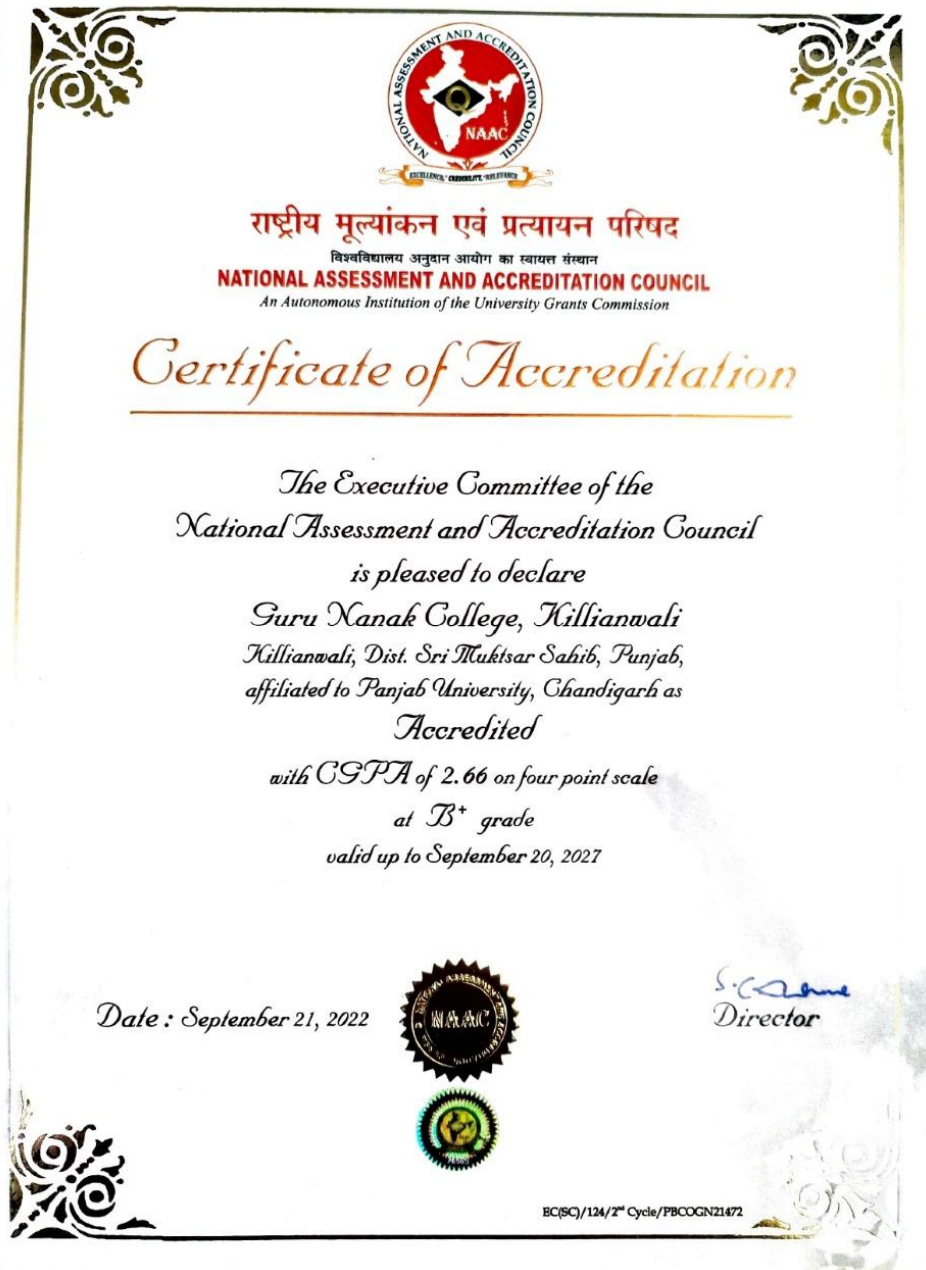 NATIONAL ASSESSMENT AND ACCREDITATION COUNCIL
Q
NAAC
EXCELLENCE, * CREDIBILITY, *RELEVANCE
राष्ट्रीय मूल्यांकन एवं प्रत्यायन परिषद
विश्वविद्यालय अनुदान आयोग का स्वायत्त संस्थान
NATIONAL ASSESSMENT AND ACCREDITATION COUNCIL
An Autonomous Institution of the University Grants Commission
Certificate of Accreditation
The Executive Committee of the
National Assessment and Accreditation Council
is pleased to declare
Guru Nanak College, Killianwali
Killianwali, Dist. Sri Muktsar Sahib, Punjab,
affiliated to Panjab University, Chandigarh as
Accredited
with CGPA of 2.66 on four point scale
at B+ grade
valid up to September 20, 2027
Date : September 21, 2022
NAAC
Director
EC(SC)/124/2nd Cycle/PBCOGN21472